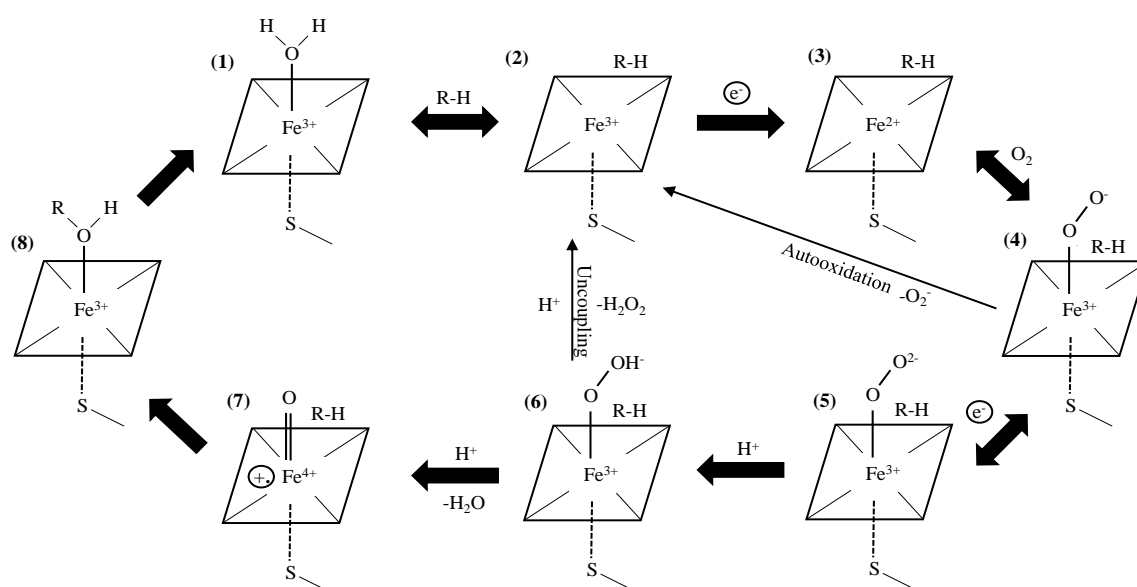 H H
O
(1)
Fe³⁺
S
R-H
(2)
R-H
Fe³⁺
S
e⁻
(3)
R-H
Fe²⁺
S
O₂
(4)
O⁻
O
R-H
Fe³⁺
S
Autooxidation -O₂⁻
e⁻
(5)
O²⁻
O
R-H
Fe³⁺
S
H⁺
(6)
OH⁻
O
R-H
Fe³⁺
S
H⁺
Uncoupling
-H₂O₂
H⁺
-H₂O
(7)
O
R-H
+.
Fe⁴⁺
S
(8)
R H
O
Fe³⁺
S